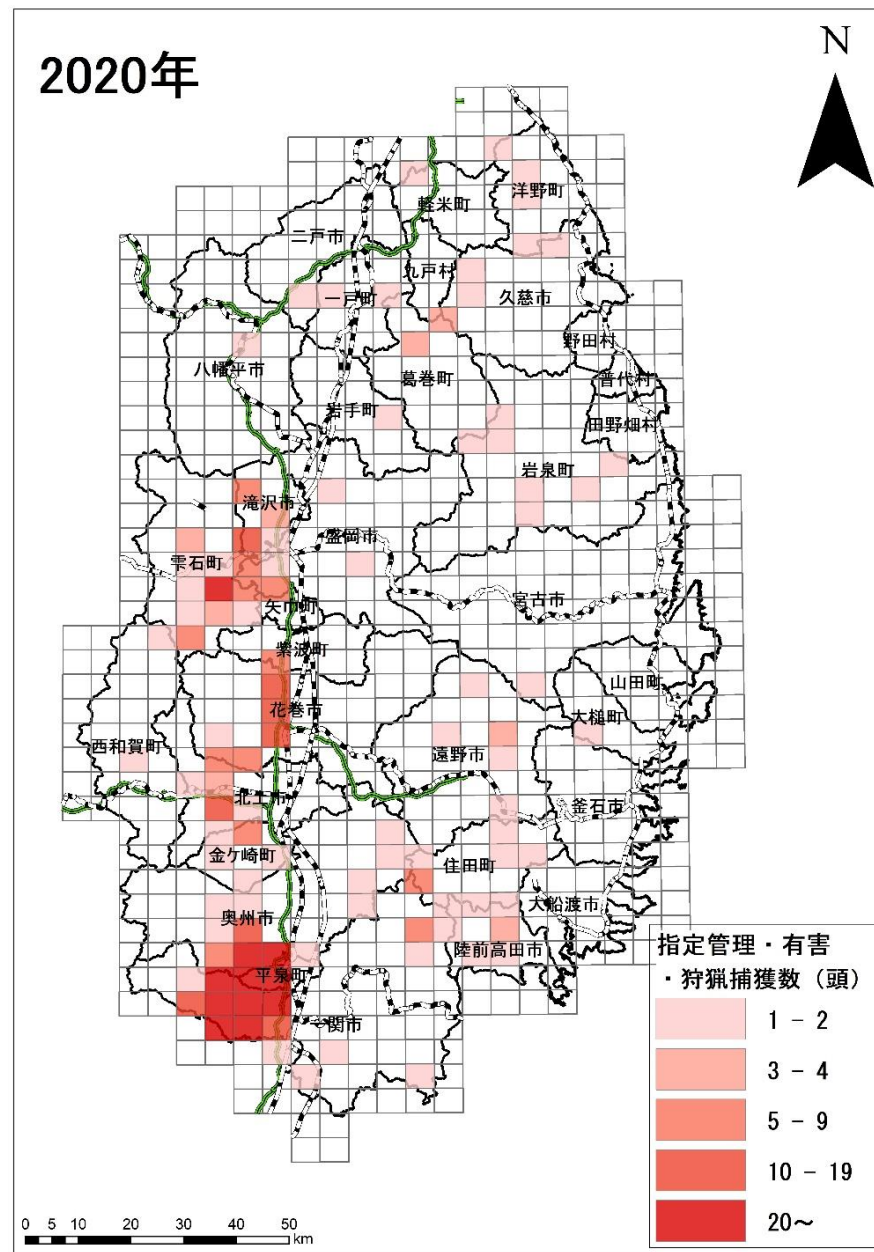 2020年
N
洋野町
軽米町
二戸市
九戸村
一戸町
久慈市
野田村
八幡平市
葛巻町
普代村
岩手町
田野畑村
岩泉町
滝沢市
盛岡市
雫石町
宮古市
矢巾町
紫波町
山田町
花巻市
大槌町
西和賀町
遠野市
北上市
釜石市
金ケ崎町
住田町
大船渡市
奥州市
陸前高田市
平泉町
一関市
指定管理・有害
・狩猟捕獲数（頭）
1 - 2
3 - 4
5 - 9
10 - 19
20～
0 5 10 20 30 40 50
km